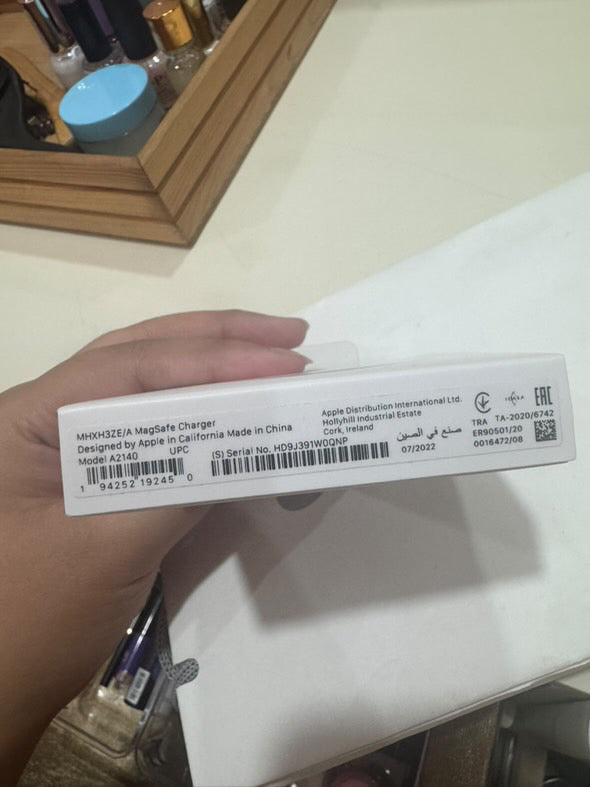 MHXH3ZE/A MagSafe Charger
Designed by Apple in California Made in China
Model A2140
UPC
1 94252 19245 0
(S) Serial No. HD9J391W0QNP
Apple Distribution International Ltd.
Hollyhill Industrial Estate
Cork, Ireland
صنع في الصين
07/2022
EAC
TRA TA-2020/6742
ER90501/20
0016472/08